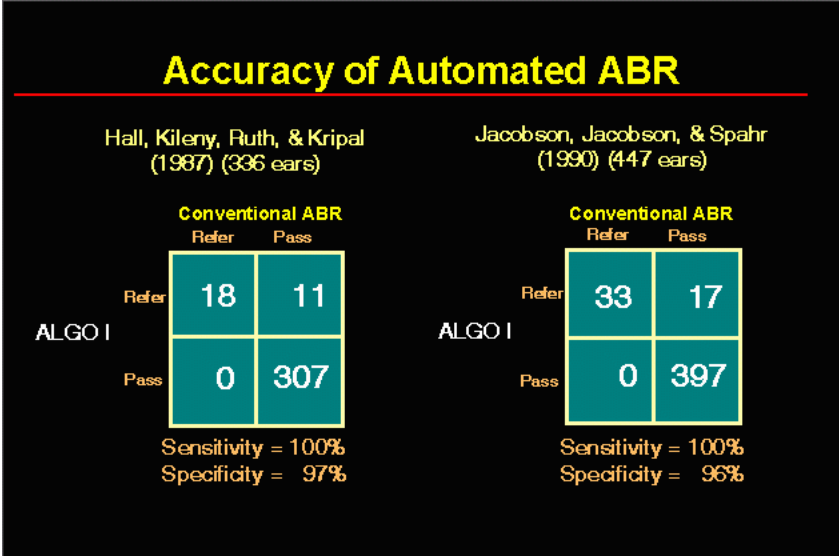 Accuracy of Automated ABR
Hall, Kileny, Ruth, & Kripal
(1987) (336 ears)
Conventional ABR
Refer Pass
Refer 18 11
ALGO I
Pass 0 307
Sensitivity = 100%
Specificity = 97%
Jacobson, Jacobson, & Spahr
(1990) (447 ears)
Conventional ABR
Refer Pass
Refer 33 17
ALGO I
Pass 0 397
Sensitivity = 100%
Specificity = 96%